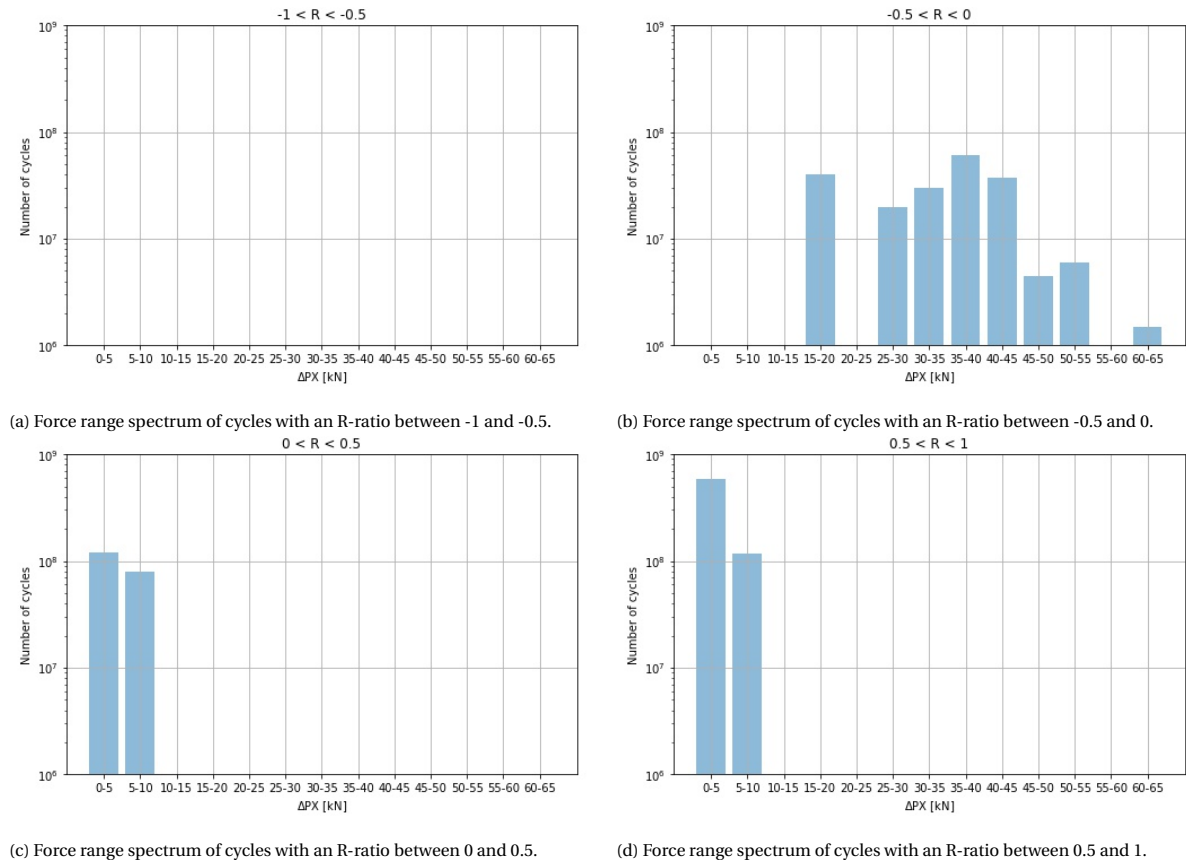 -1 < R < -0.5
10⁹
10⁸
10⁷
10⁶
Number of cycles
0-5 5-10 10-15 15-20 20-25 25-30 30-35 35-40 40-45 45-50 50-55 55-60 60-65
ΔPX [kN]
(a) Force range spectrum of cycles with an R-ratio between -1 and -0.5.
-0.5 < R < 0
10⁹
10⁸
10⁷
10⁶
Number of cycles
0-5 5-10 10-15 15-20 20-25 25-30 30-35 35-40 40-45 45-50 50-55 55-60 60-65
ΔPX [kN]
(b) Force range spectrum of cycles with an R-ratio between -0.5 and 0.
0 < R < 0.5
10⁹
10⁸
10⁷
10⁶
Number of cycles
0-5 5-10 10-15 15-20 20-25 25-30 30-35 35-40 40-45 45-50 50-55 55-60 60-65
ΔPX [kN]
(c) Force range spectrum of cycles with an R-ratio between 0 and 0.5.
0.5 < R < 1
10⁹
10⁸
10⁷
10⁶
Number of cycles
0-5 5-10 10-15 15-20 20-25 25-30 30-35 35-40 40-45 45-50 50-55 55-60 60-65
ΔPX [kN]
(d) Force range spectrum of cycles with an R-ratio between 0.5 and 1.